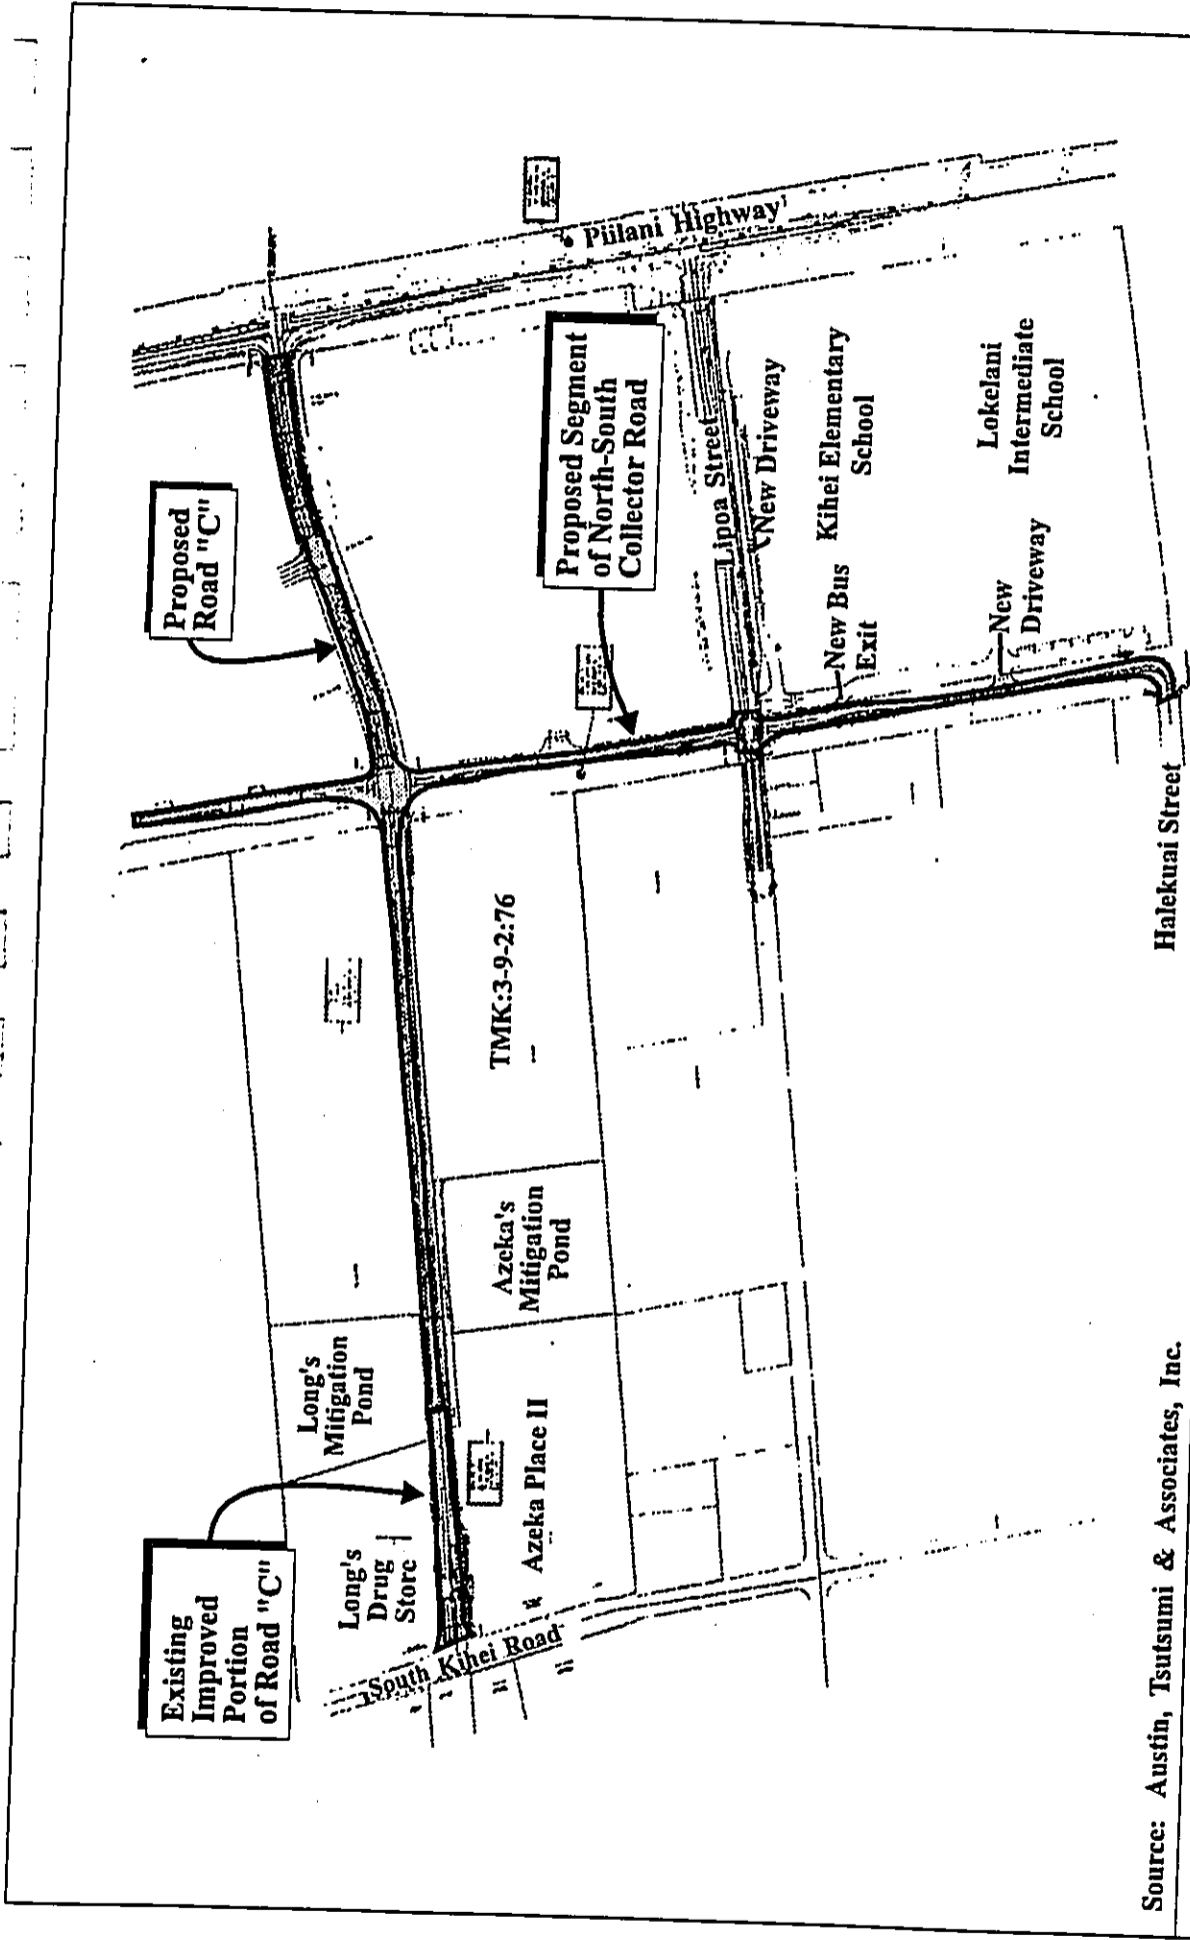 Existing
Improved
Portion
of Road "C"
Proposed
Road "C"
Long's
Drug
Store
Long's
Mitigation
Pond
South Kihei Road
Azeka Place II
Azeka's
Mitigation
Pond
TMK:3-9-2:76
Proposed Segment
of North-South
Collector Road
Piilani Highway
Lipoa Street
New Driveway
New Bus
Exit
Kihei Elementary
School
New
Driveway
Lokelani
Intermediate
School
Halekuai Street
Source: Austin, Tsutsumi & Associates, Inc.